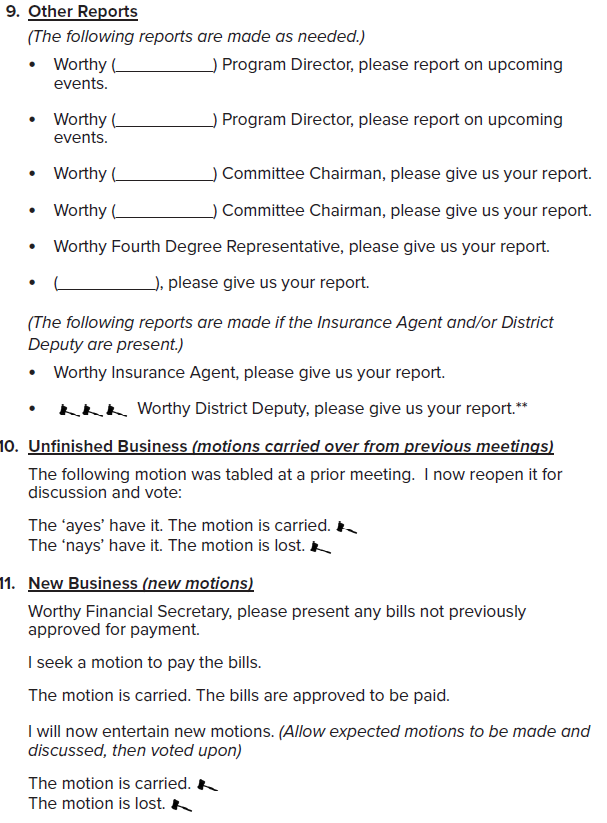 9. Other Reports
(The following reports are made as needed.)
• Worthy (____________) Program Director, please report on upcoming
events.
• Worthy (____________) Program Director, please report on upcoming
events.
• Worthy (____________) Committee Chairman, please give us your report.
• Worthy (____________) Committee Chairman, please give us your report.
• Worthy Fourth Degree Representative, please give us your report.
• (____________), please give us your report.
(The following reports are made if the Insurance Agent and/or District
Deputy are present.)
• Worthy Insurance Agent, please give us your report.
• Worthy District Deputy, please give us your report.**
10. Unfinished Business (motions carried over from previous meetings)
The following motion was tabled at a prior meeting.  I now reopen it for
discussion and vote:
The ‘ayes’ have it. The motion is carried.
The ‘nays’ have it. The motion is lost.
11. New Business (new motions)
Worthy Financial Secretary, please present any bills not previously
approved for payment.
I seek a motion to pay the bills.
The motion is carried. The bills are approved to be paid.
I will now entertain new motions. (Allow expected motions to be made and
discussed, then voted upon)
The motion is carried.
The motion is lost.